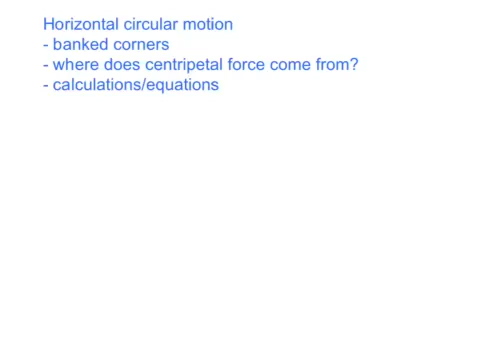 Horizontal circular motion
- banked corners
- where does centripetal force come from?
- calculations/equations